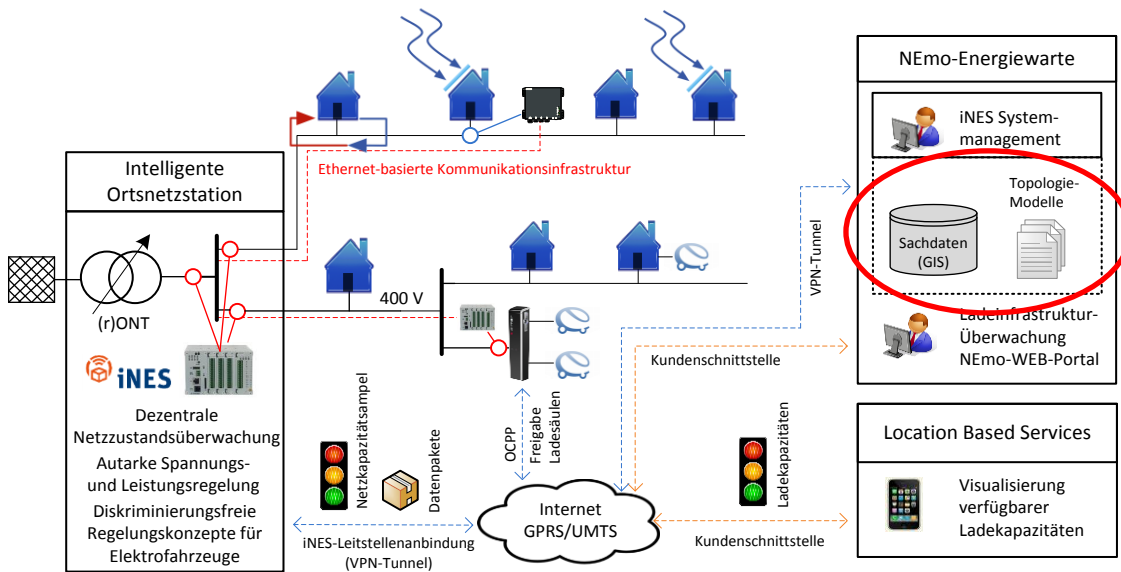 Intelligente
Ortsnetzstation
(r)ONT
iNES
Dezentrale
Netzzustandsüberwachung
Autarke Spannungs-
und Leistungsregelung
Diskriminierungsfreie
Regelungskonzepte für
Elektrofahrzeuge
Ethernet-basierte Kommunikationsinfrastruktur
400 V
Netzkapazitätsampel
Datenpakete
iNES-Leitstellenanbindung
(VPN-Tunnel)
OCPP
Freigabe
Ladesäulen
Internet
GPRS/UMTS
Kundenschnittstelle
VPN-Tunnel
Ladekapazitäten
Kundenschnittstelle
NEmo-Energiewarte
iNES System-
management
Topologie-
Modelle
Sachdaten
(GIS)
Ladeinfrastruktur-
Überwachung
NEmo-WEB-Portal
Location Based Services
Visualisierung
verfügbarer
Ladekapazitäten